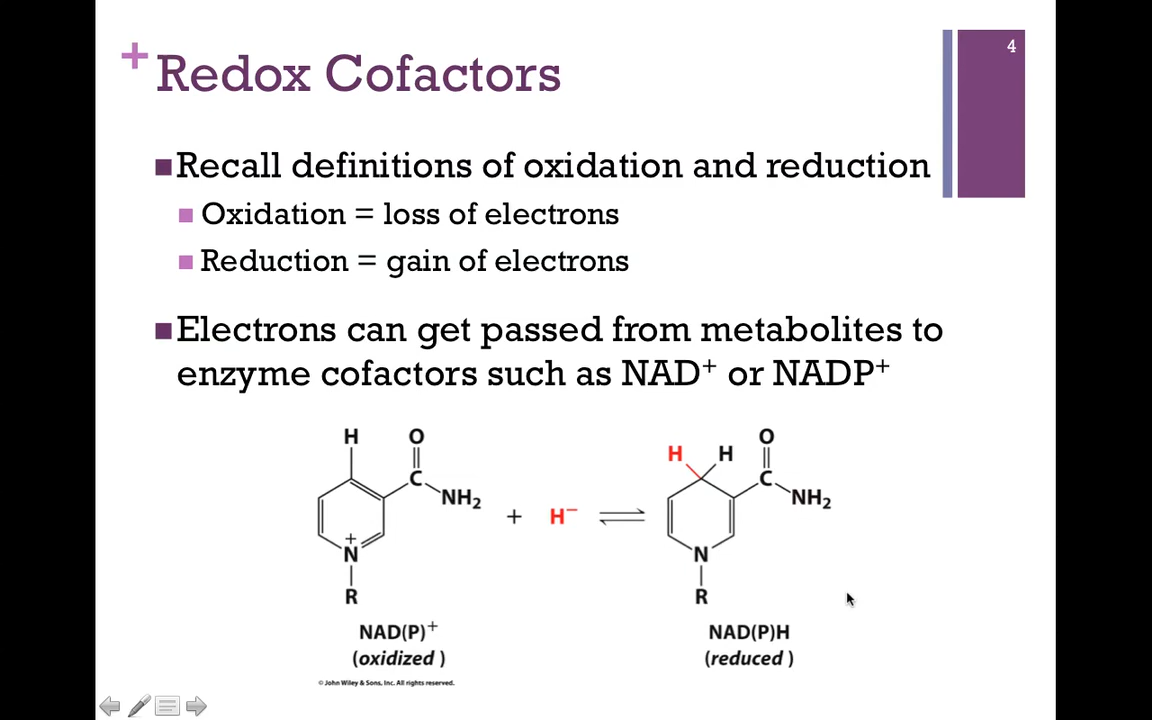 4
+ Redox Cofactors
Recall definitions of oxidation and reduction
Oxidation = loss of electrons
Reduction = gain of electrons
Electrons can get passed from metabolites to
enzyme cofactors such as NAD⁺ or NADP⁺
H O H H O
C NH₂ C NH₂
+ H⁻
+
N N
R R
NAD(P)⁺ NAD(P)H
(oxidized) (reduced)
© John Wiley & Sons, Inc. All rights reserved.